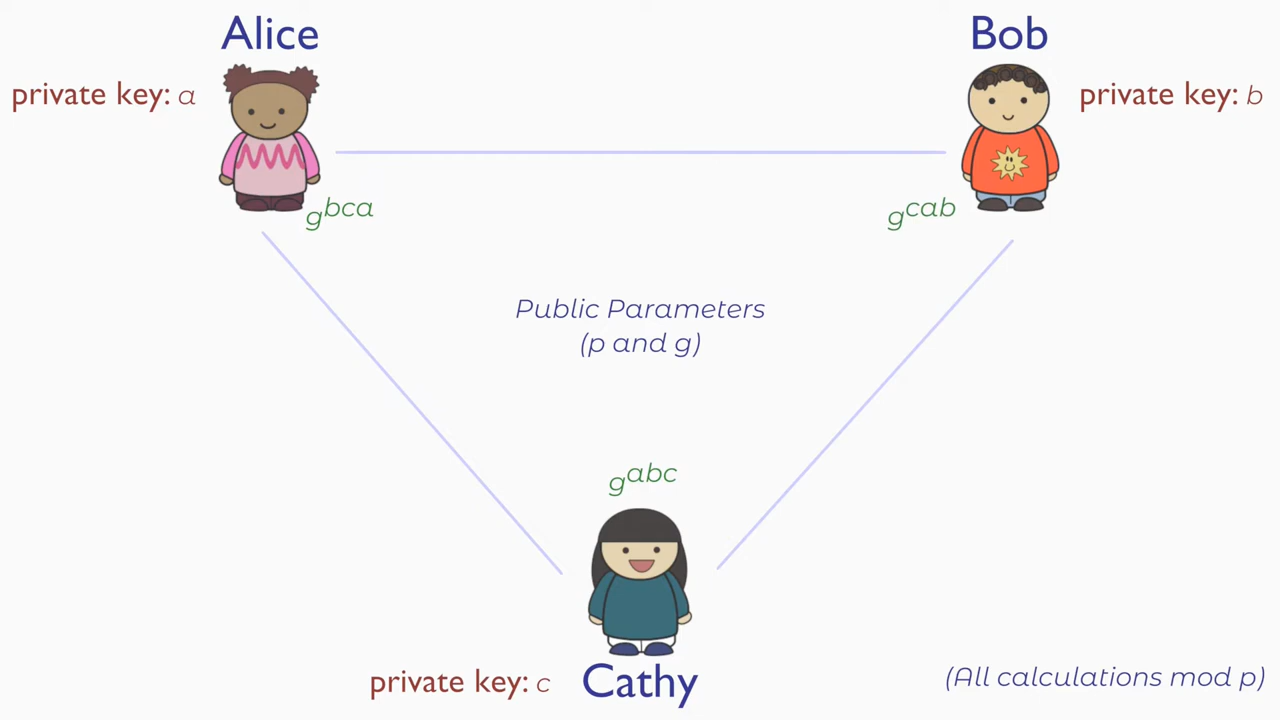 Alice
Bob
private key: a
private key: b
g^bca
g^cab
Public Parameters
(p and g)
g^abc
private key: c
Cathy
(All calculations mod p)